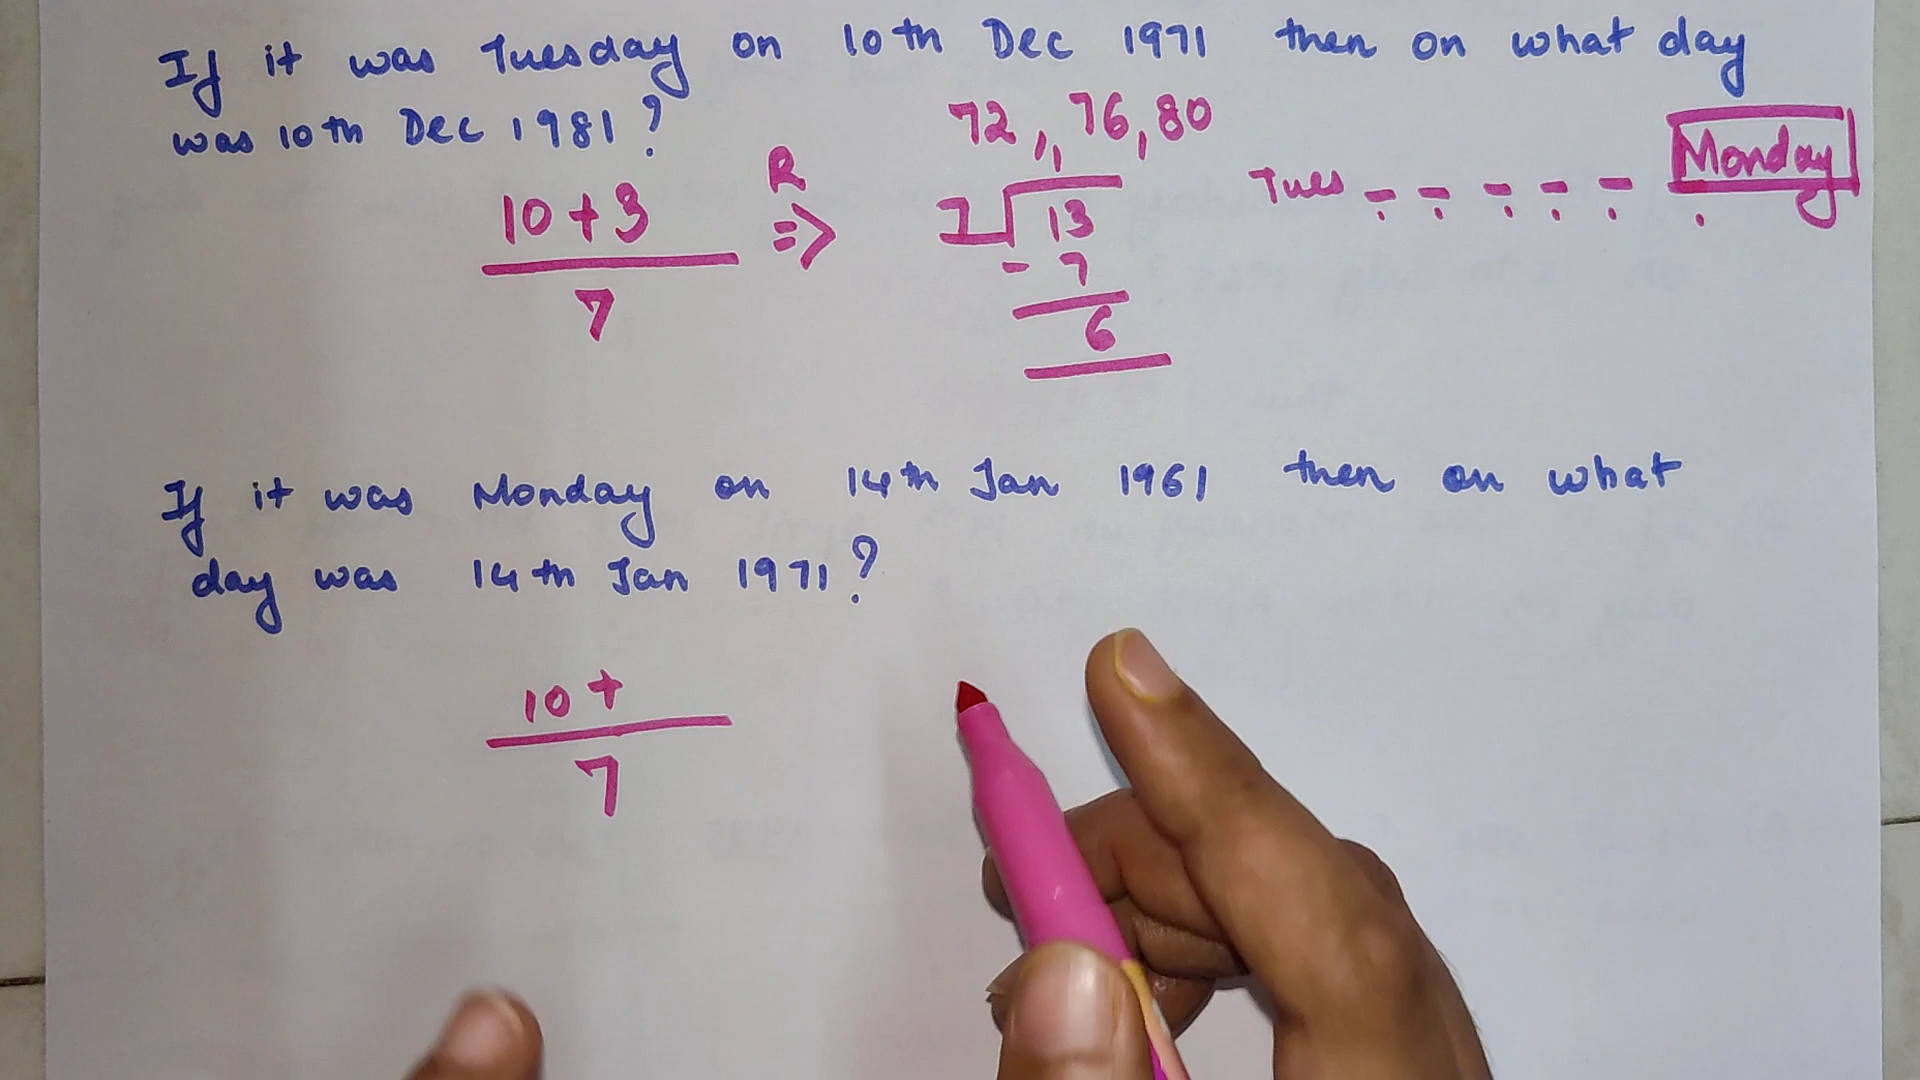 If it was Tuesday on 10th Dec 1971 then on what day
was 10th Dec 1981?
72,, 76, 80
10 + 3
7
R
=>
7
13
- 7
6
Tues
Monday
If it was Monday on 14th Jan 1961 then on what
day was 14th Jan 1971?
10 +
7